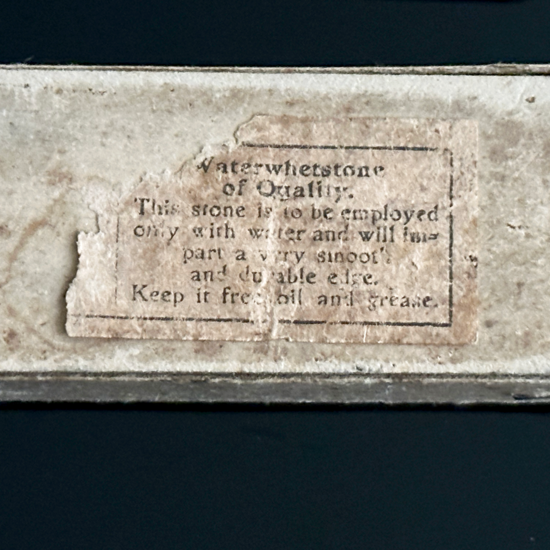 Waterwhetstone
of Quality.
This stone is to be employed
only with water and will im=
part a very smooth
and durable edge.
Keep it free oil and grease.